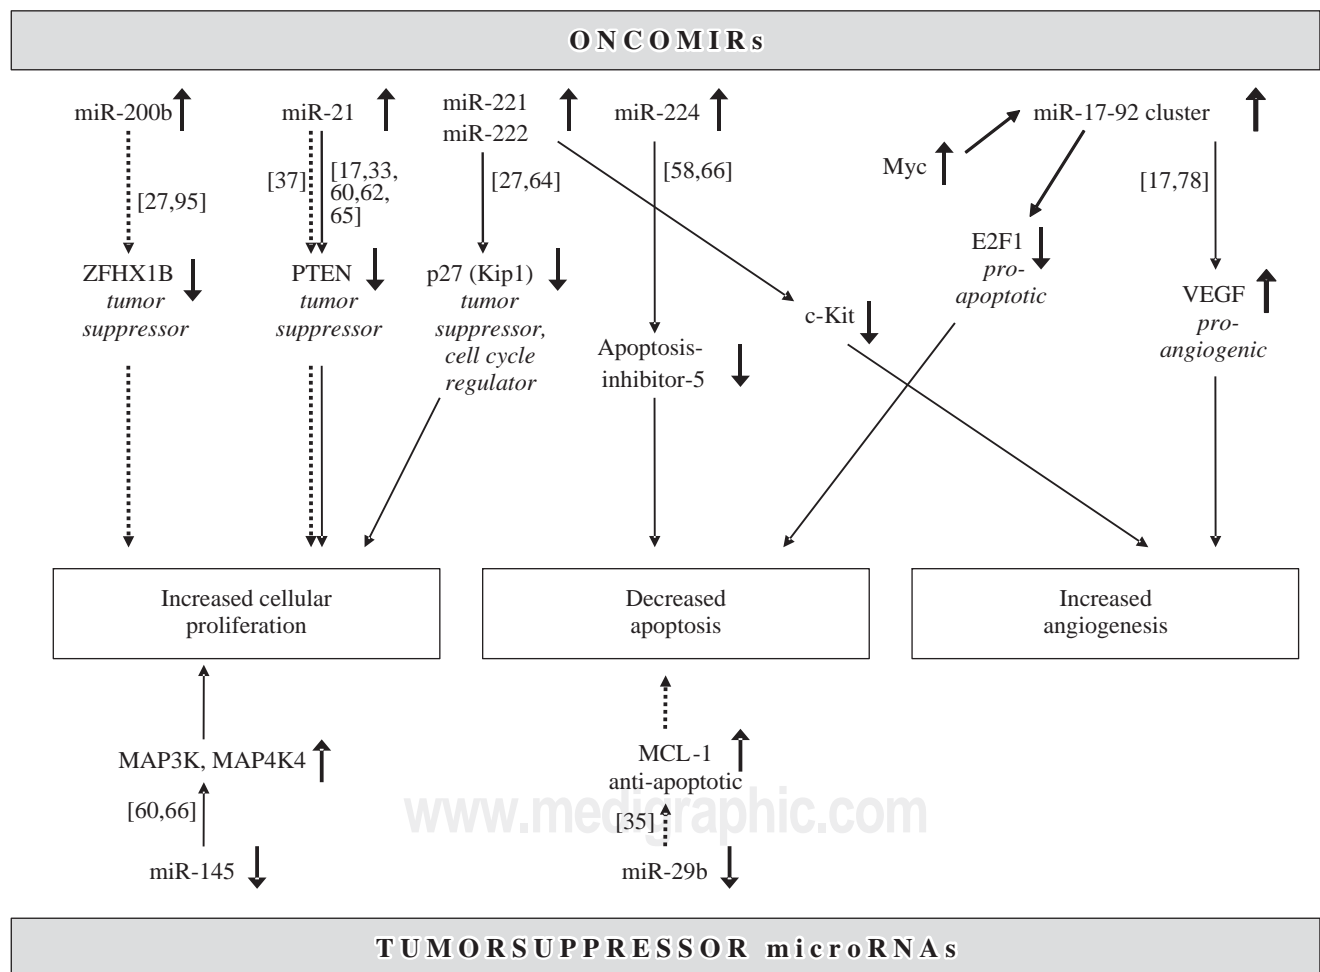 ONCOMIRs
miR-200b
miR-21
miR-221
miR-222
miR-224
miR-17-92 cluster
Myc
[27,95]
[37]
[17,33,
60,62,
65]
[27,64]
[58,66]
[17,78]
ZFHX1B
tumor
suppressor
PTEN
tumor
suppressor
p27 (Kip1)
tumor
suppressor,
cell cycle
regulator
Apoptosis-
inhibitor-5
c-Kit
E2F1
pro-
apoptotic
VEGF
pro-
angiogenic
Increased cellular
proliferation
Decreased
apoptosis
Increased
angiogenesis
MAP3K, MAP4K4
[60,66]
miR-145
MCL-1
anti-apoptotic
[35]
miR-29b
www.medigraphic.com
TUMORSUPPRESSOR microRNAs